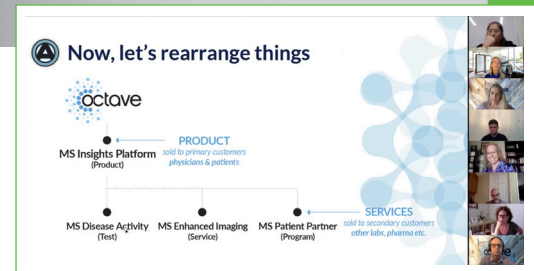 Now, let's rearrange things
octave
PRODUCT
sold to primary customers
physicians & patients
MS Insights Platform
(Product)
MS Disease Activity
(Test)
MS Enhanced Imaging
(Service)
MS Patient Partner
(Program)
SERVICES
sold to secondary customers
other labs, pharma etc.